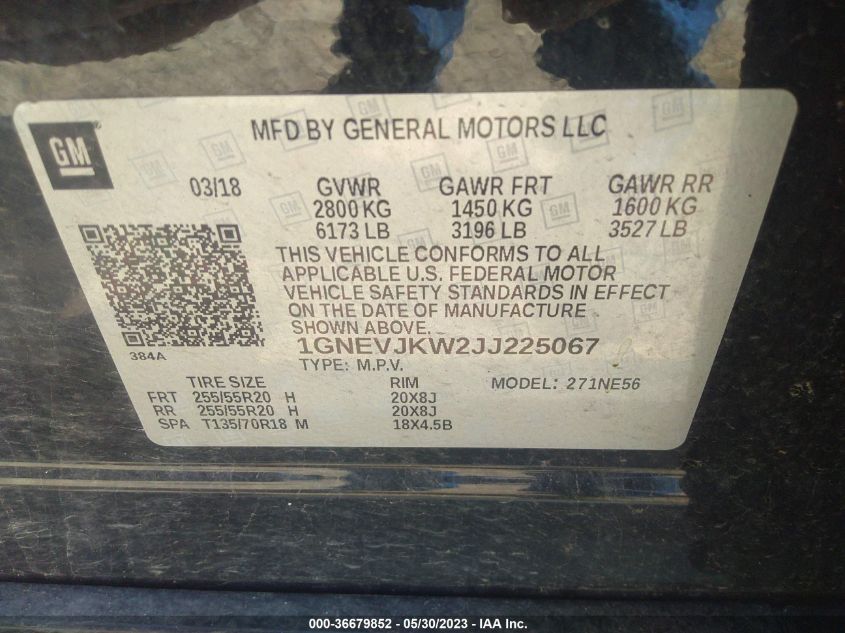 GM
MFD BY GENERAL MOTORS LLC
03/18 GVWR GAWR FRT GAWR RR
2800 KG 1450 KG 1600 KG
6173 LB 3196 LB 3527 LB
THIS VEHICLE CONFORMS TO ALL
APPLICABLE U.S. FEDERAL MOTOR
VEHICLE SAFETY STANDARDS IN EFFECT
ON THE DATE OF MANUFACTURE
SHOWN ABOVE.
384A
1GNEVJKW2JJ225067
TYPE: M.P.V.
TIRE SIZE RIM MODEL: 271NE56
FRT 255/55R20 H 20X8J
RR 255/55R20 H 20X8J
SPA T135/70R18 M 18X4.5B
000-36679852 - 05/30/2023 - IAA Inc.